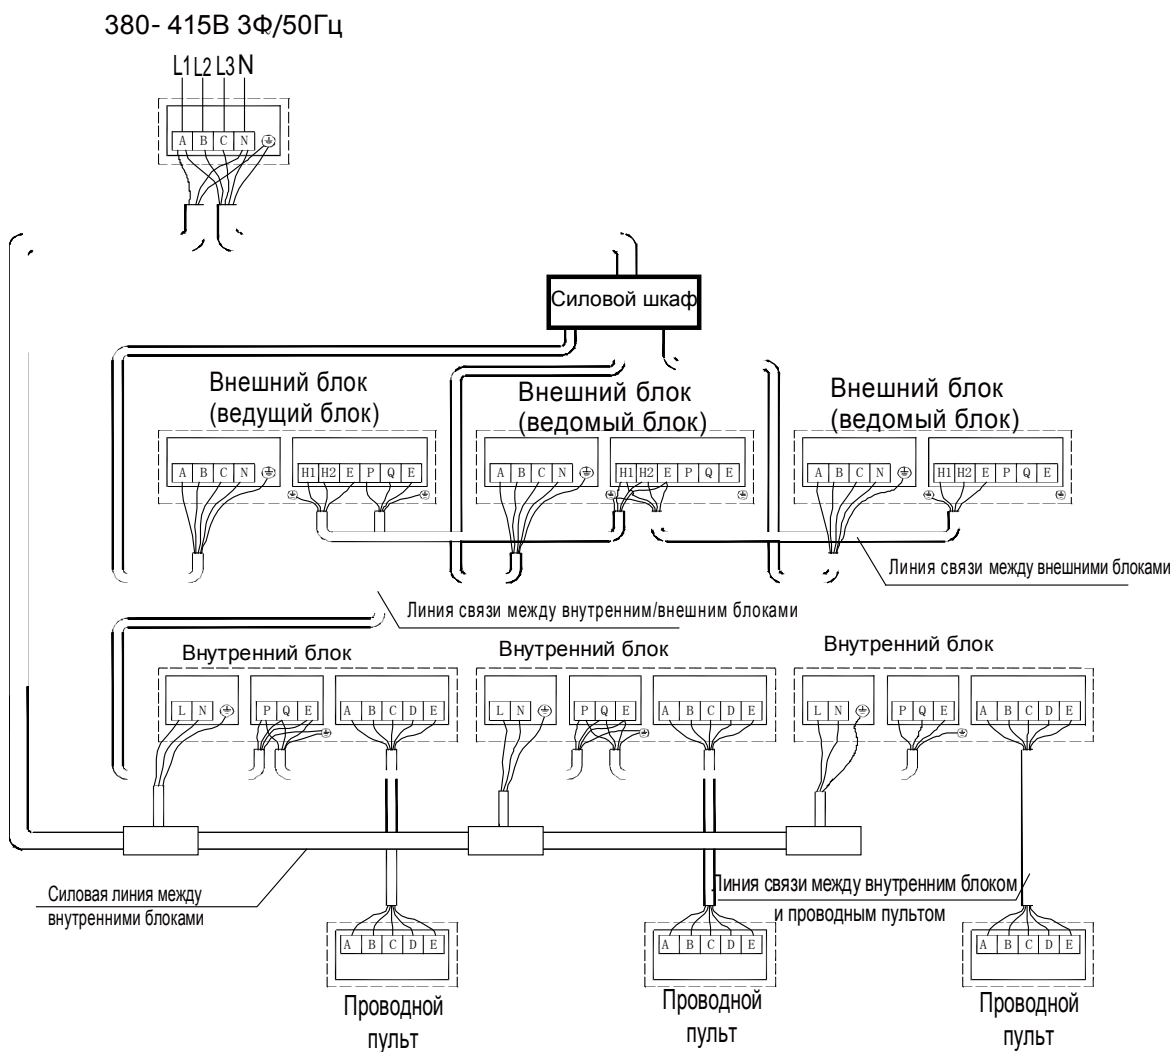 380- 415В 3Ф/50Гц
L1 L2 L3 N
A B C N
Силовой шкаф
Внешний блок
(ведущий блок)
Внешний блок
(ведомый блок)
Внешний блок
(ведомый блок)
A B C N H1 H2 E P Q E
A B C N H1 H2 E P Q E
A B C N H1 H2 E P Q E
Линия связи между внешними блоками
Линия связи между внутренним/внешним блоками
Внутренний блок
Внутренний блок
Внутренний блок
L N P Q E A B C D E
L N P Q E A B C D E
L N P Q E A B C D E
Силовая линия между
внутренними блоками
Линия связи между внутренним блоком
и проводным пультом
A B C D E
A B C D E
A B C D E
Проводной
пульт
Проводной
пульт
Проводной
пульт